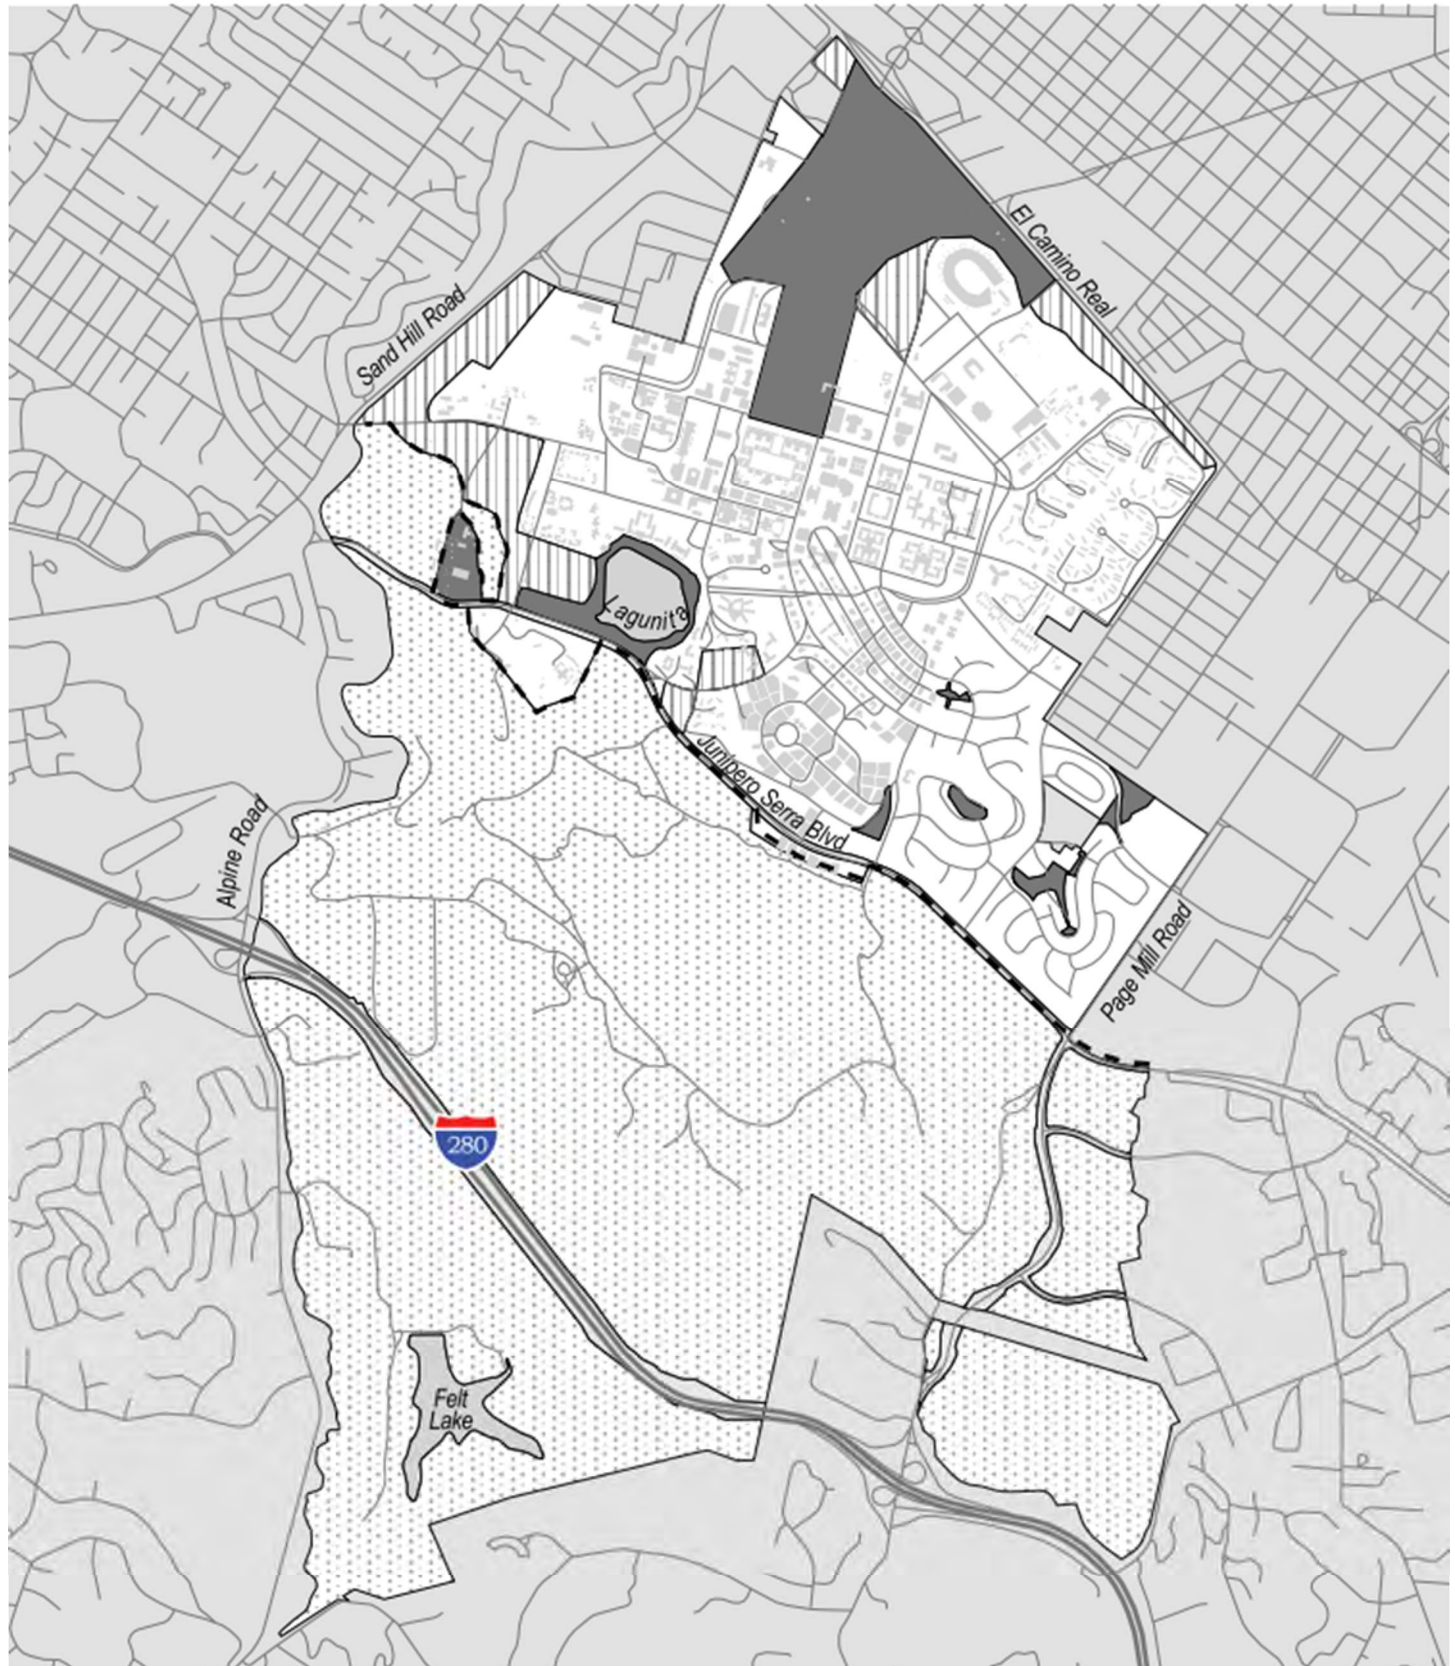 El Camino Real
Sand Hill Road
Lagunita
Junipero Serra Blvd
Alpine Road
Page Mill Road
280
Felt
Lake